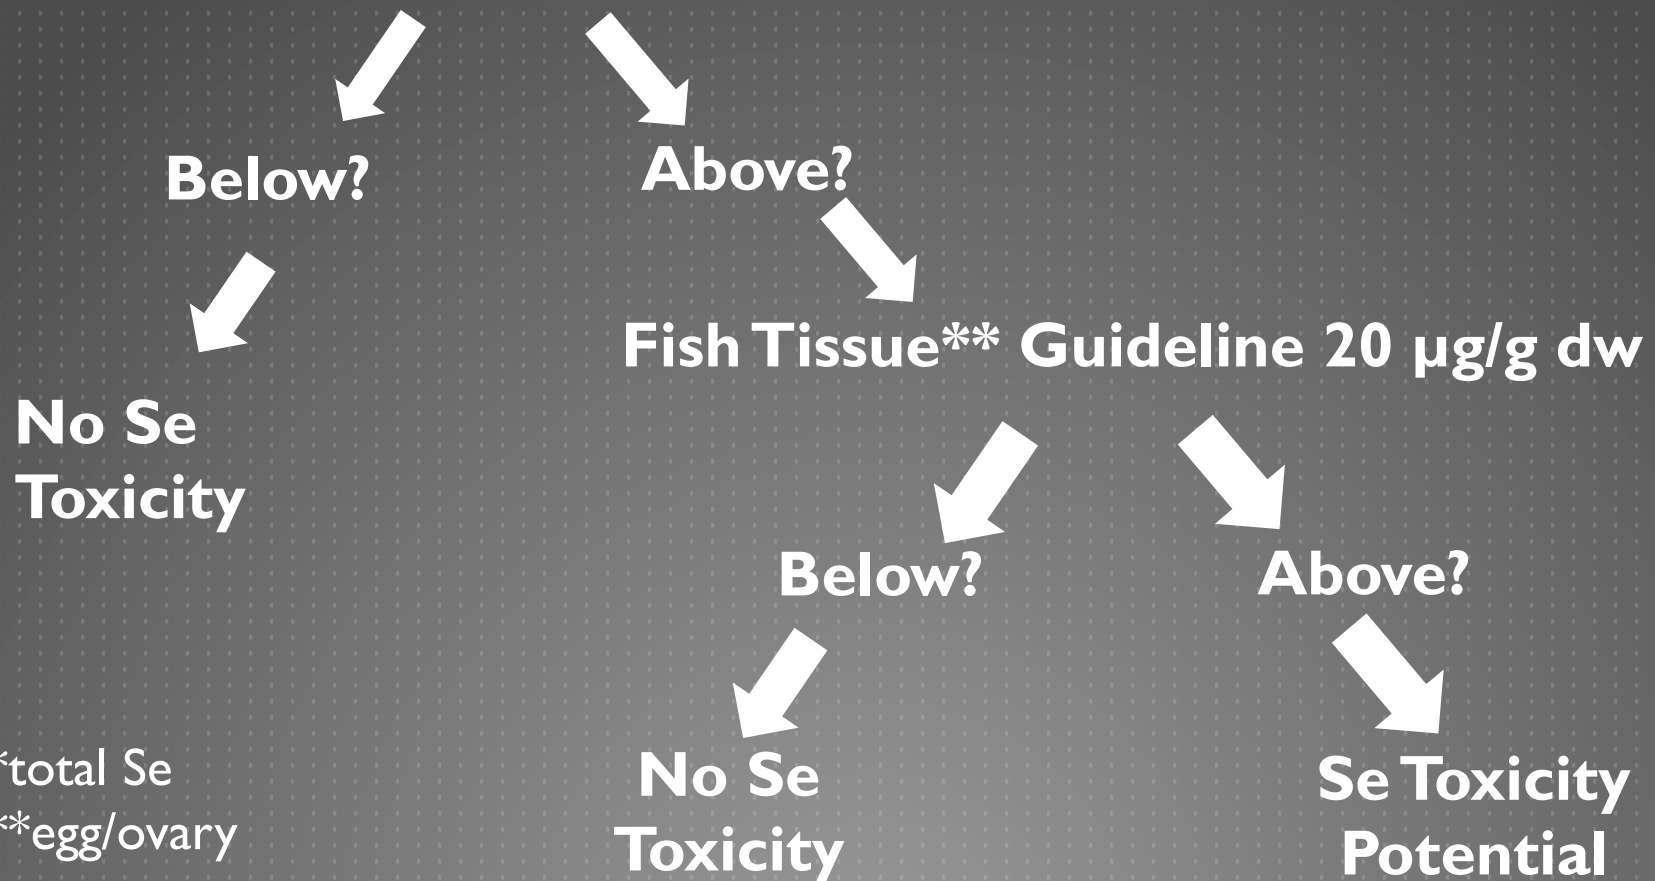 Below?
Above?
Fish Tissue** Guideline 20 µg/g dw
No Se
Toxicity
Below?
Above?
No Se
Toxicity
Se Toxicity
Potential
*total Se
**egg/ovary